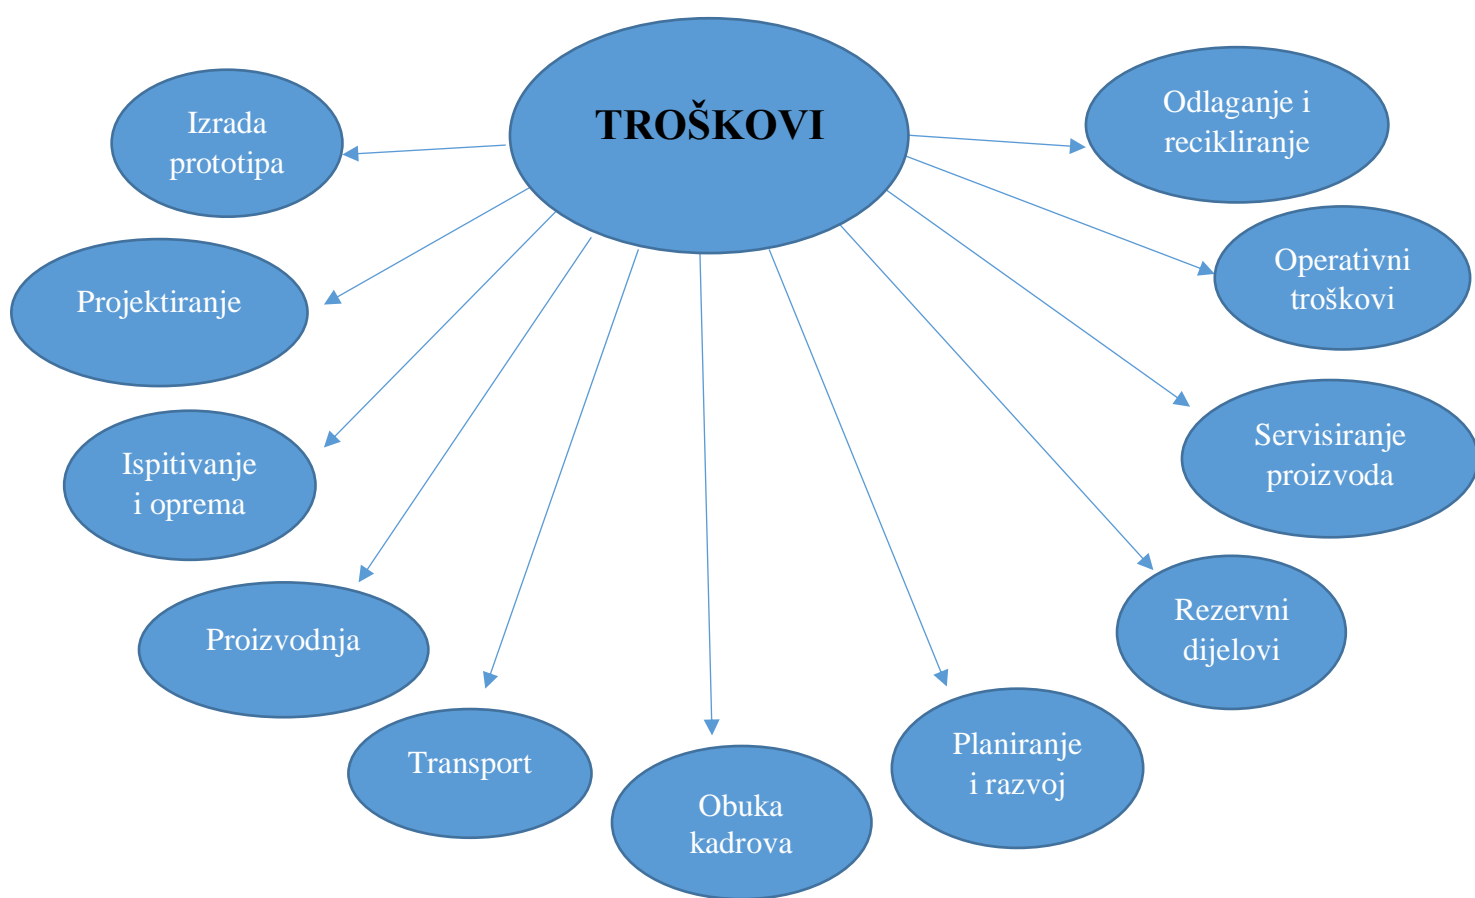 TROŠKOVI
Izrada
prototipa
Projektiranje
Ispitivanje
i oprema
Proizvodnja
Transport
Obuka
kadrova
Planiranje
i razvoj
Rezervni
dijelovi
Servisiranje
proizvoda
Operativni
troškovi
Odlaganje i
recikliranje